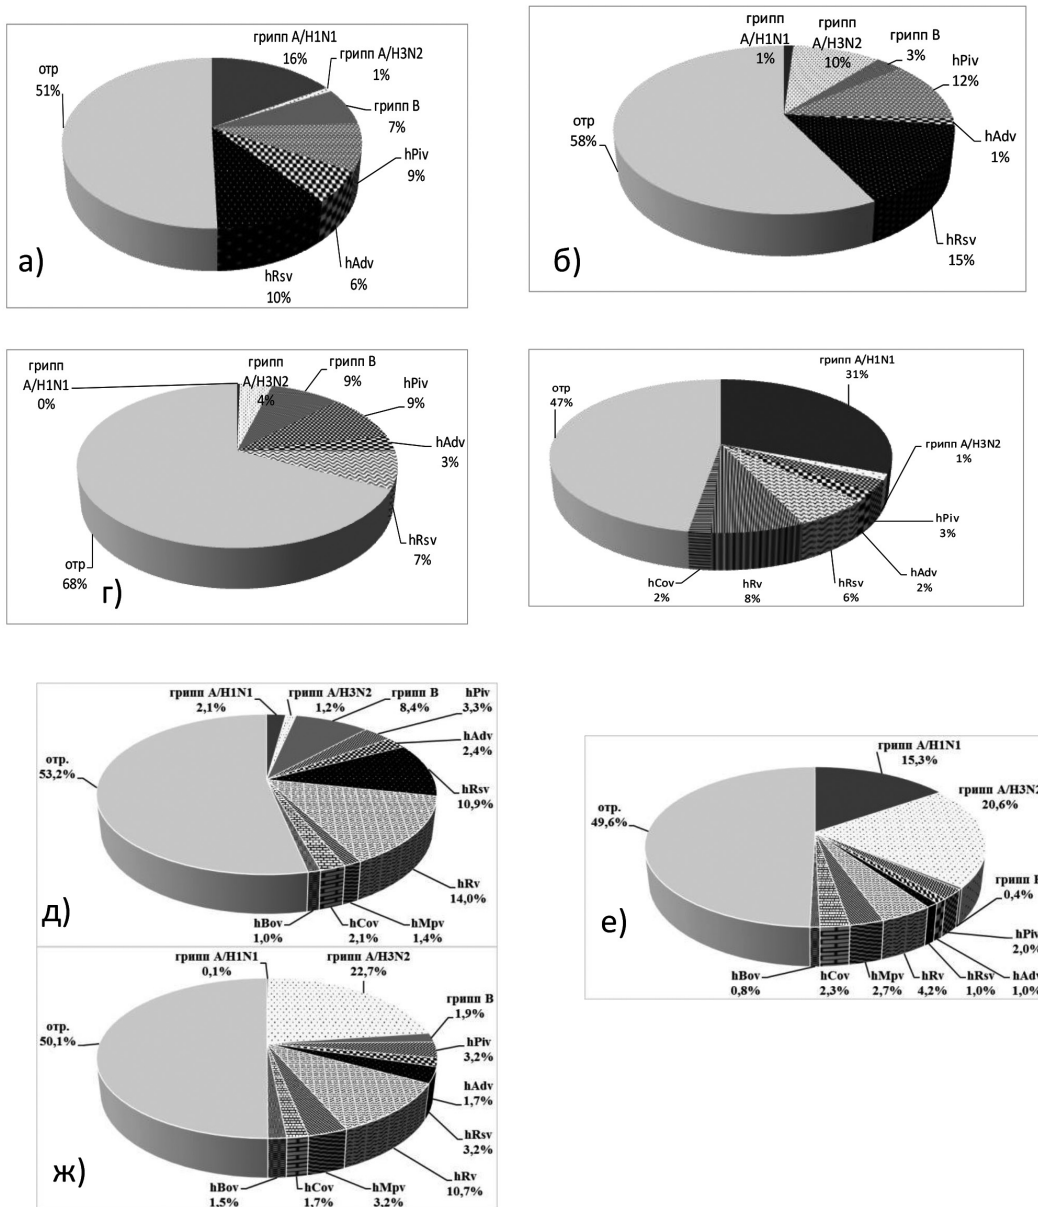 грипп A/H1N1
16%
грипп A/H3N2
1%
грипп B
7%
hPiv
9%
hAdv
6%
hRsv
10%
отр
51%
а)
грипп
A/H1N1
1%
грипп
A/H3N2
10%
грипп B
3%
hPiv
12%
hAdv
1%
hRsv
15%
отр
58%
б)
грипп
A/H1N1
0%
грипп
A/H3N2
4%
грипп B
9%
hPiv
9%
hAdv
3%
hRsv
7%
отр
68%
г)
грипп A/H1N1
31%
грипп A/H3N2
1%
hPiv
3%
hAdv
2%
hRsv
6%
hRv
8%
hCov
2%
отр
47%
грипп A/H1N1
2,1%
грипп A/H3N2
1,2%
грипп B
8,4%
hPiv
3,3%
hAdv
2,4%
hRsv
10,9%
hRv
14,0%
hMpv
1,4%
hCov
2,1%
hBov
1,0%
отр.
53,2%
д)
грипп A/H1N1
15,3%
грипп A/H3N2
20,6%
грипп B
0,4%
hPiv
2,0%
hAdv
1,0%
hRsv
1,0%
hRv
4,2%
hMpv
2,7%
hCov
2,3%
hBov
0,8%
отр.
49,6%
е)
грипп A/H1N1
0,1%
грипп A/H3N2
22,7%
грипп B
1,9%
hPiv
3,2%
hAdv
1,7%
hRsv
3,2%
hRv
10,7%
hMpv
3,2%
hCov
1,7%
hBov
1,5%
отр.
50,1%
ж)